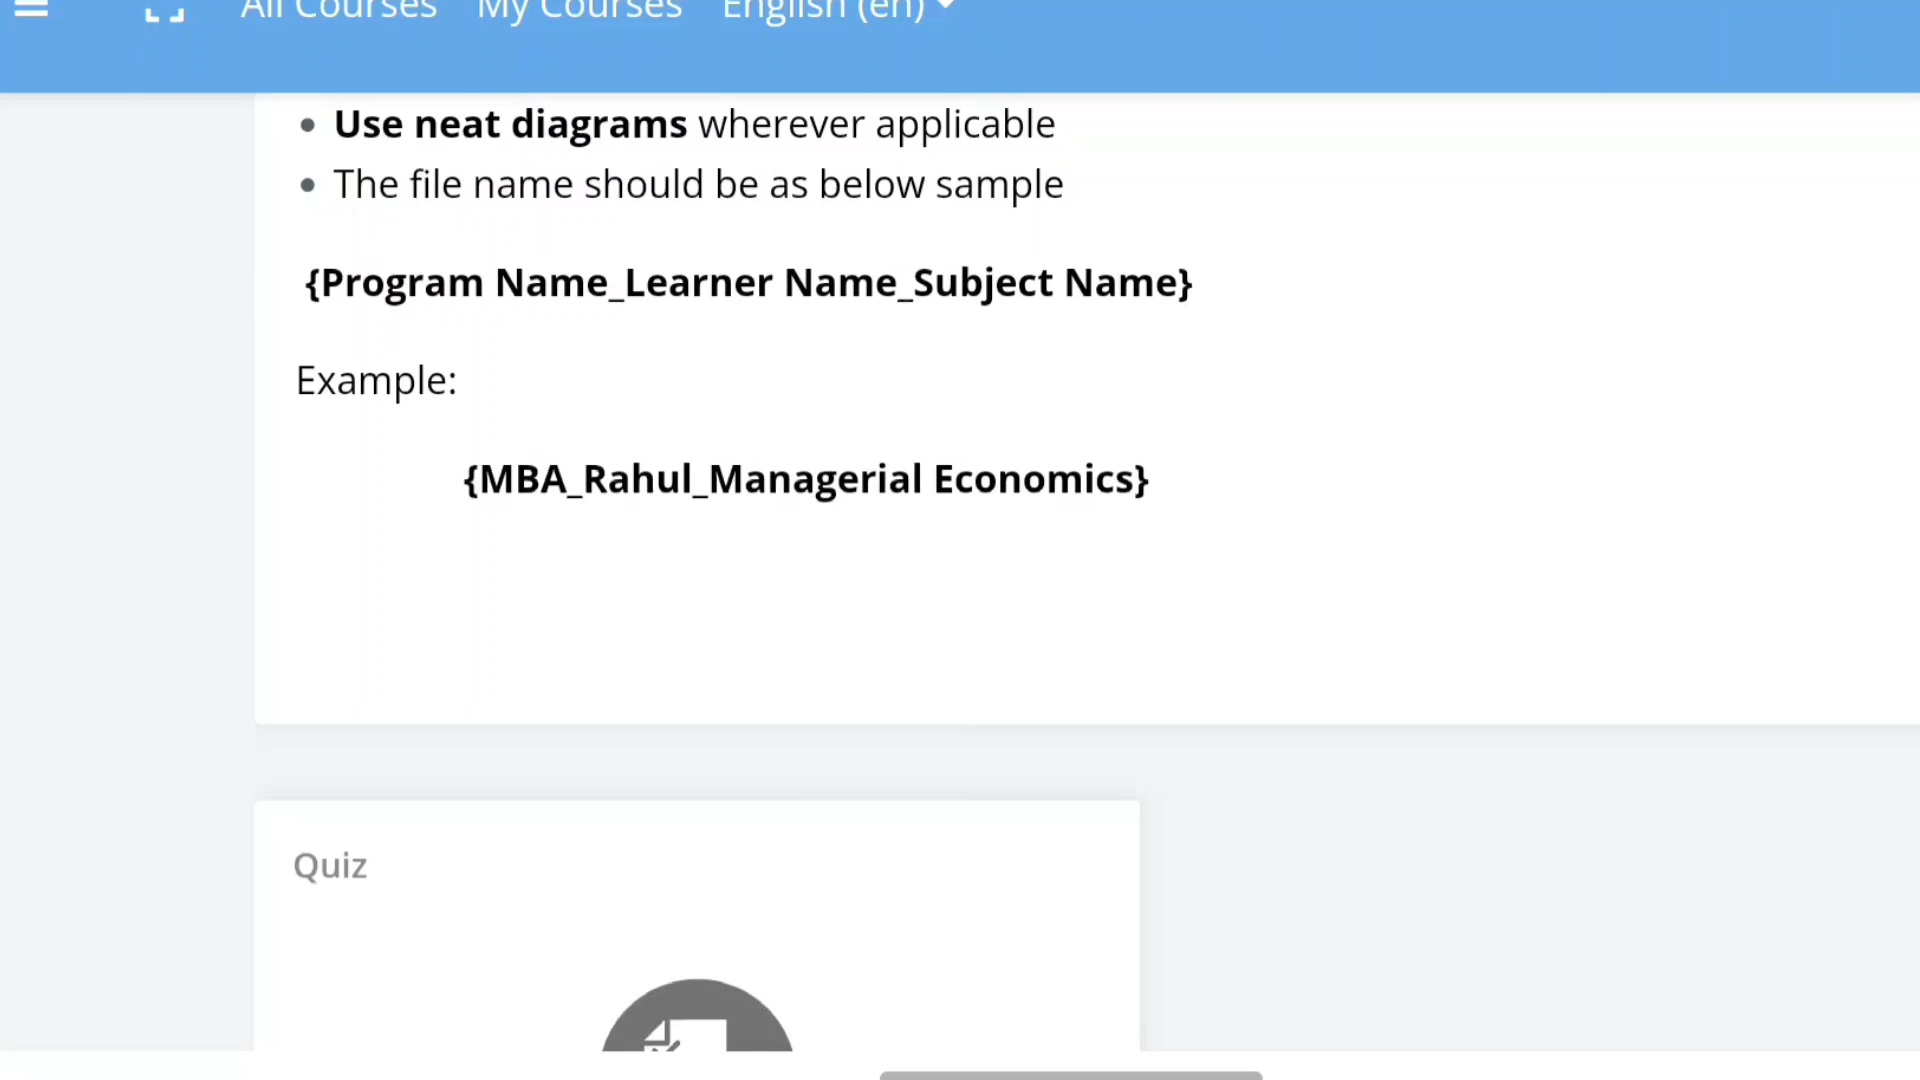 All Courses My Courses English (en)
Use neat diagrams wherever applicable
The file name should be as below sample
{Program Name_Learner Name_Subject Name}
Example:
{MBA_Rahul_Managerial Economics}
Quiz